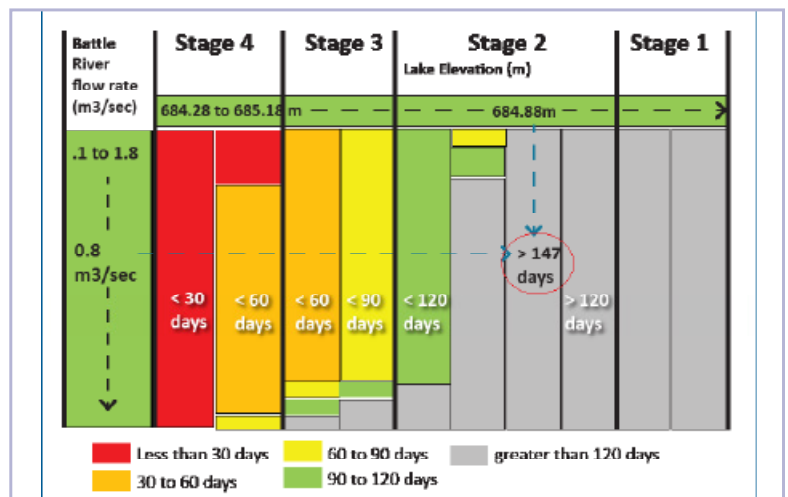 Battle
River
flow rate
(m3/sec)
Stage 4
Stage 3
Stage 2
Stage 1
Lake Elevation (m)
684.28 to 685.18 m
684.88m
.1 to 1.8
0.8
m3/sec
> 147
days
< 30
days
< 60
days
< 60
days
< 90
days
< 120
days
> 120
days
Less than 30 days
60 to 90 days
greater than 120 days
30 to 60 days
90 to 120 days